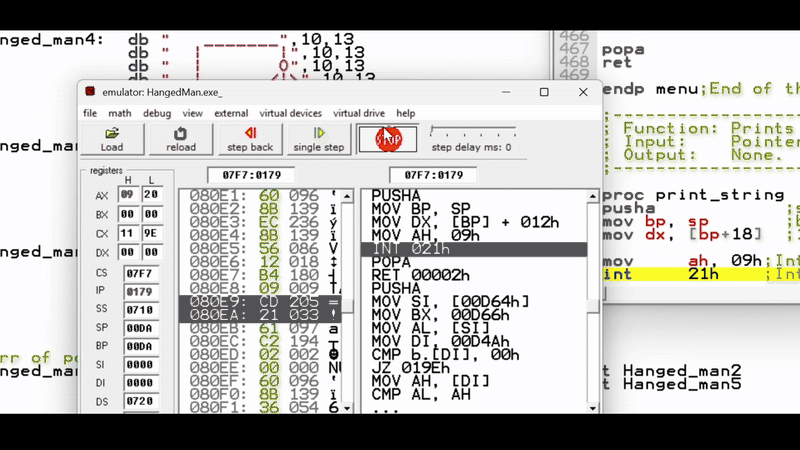 anged_man4:  db " ",10,13
db " ",10,13
db " ",10,13
db " O ",10,13
466
467 popa
468 ret
469
endp menu;End of th
;----------------
; Function: Prints
; Input: Pointer
; Output: None.
proc print_string
pusha
mov bp, sp
mov dx, [bp+18]
mov ah, 09h;Int
int 21h ;Int
anged_man
anged_man
rr of po
anged_man
t Hanged_man2
t Hanged_man5
emulator: HangedMan.exe_
file math debug view external virtual devices virtual drive help
Load reload step back single step STOP step delay ms: 0
registers
07F7:0179 07F7:0179
H L
AX 09 20
BX 00 00
CX 11 9E
DX 00 00
CS 07F7
IP 0179
SS 0710
SP 00DA
BP 00DA
SI 0000
DI 0000
DS 0720
080E1: 60 096 '
080E2: 8B 139 ï
080E3: EC 236 ý
080E4: 8B 139 ï
080E5: 56 086 V
080E6: 12 018 ↕
080E7: B4 180 ┤
080E8: 09 009 TA
080E9: CD 205 =
080EA: 21 033 !
080EB: 61 097 a
080EC: C2 194 T
080ED: 02 002 ☻
080EE: 00 000 NU
080EF: 60 096 '
080F0: 8B 139 ï
080F1: 36 054 6
PUSHA
MOV BP, SP
MOV DX, [BP] + 012h
MOV AH, 09h
INT 021h
POPA
RET 00002h
PUSHA
MOV SI, [00D64h]
MOV BX, 00D66h
MOV AL, [SI]
MOV DI, 00D4Ah
CMP b.[DI], 00h
JZ 019Eh
MOV AH, [DI]
CMP AL, AH
...